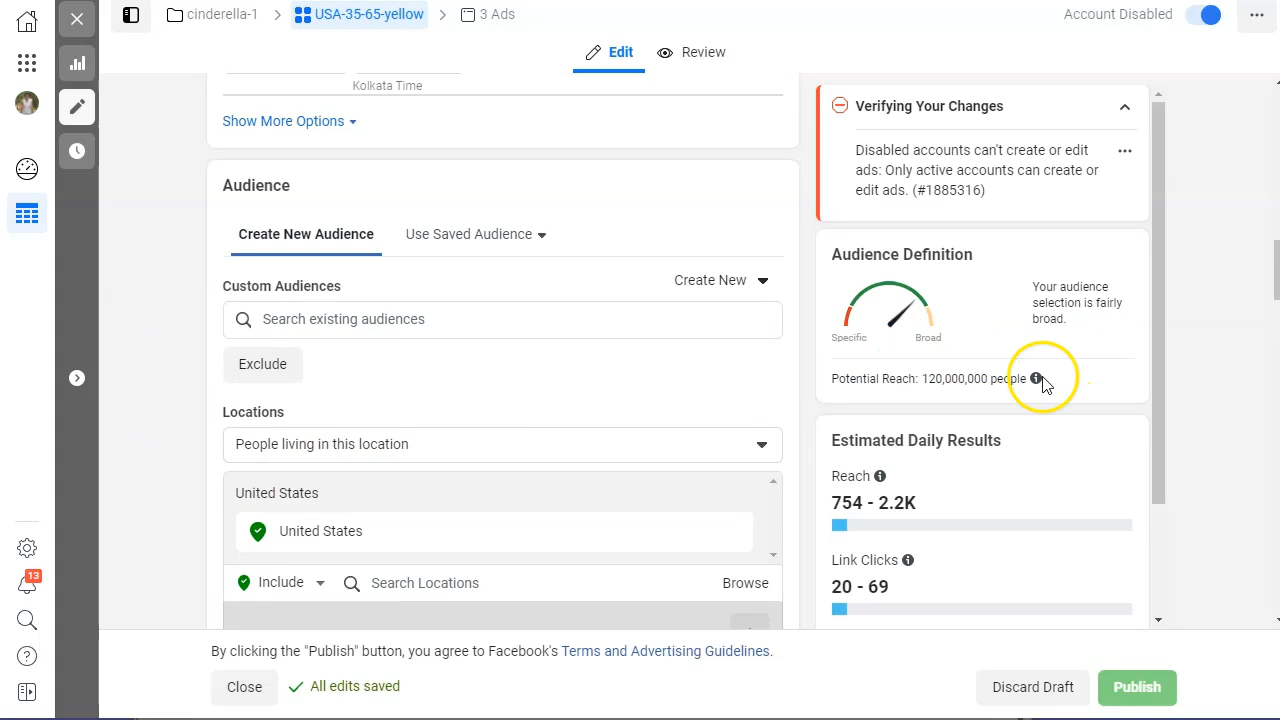 cinderella-1
USA-35-65-yellow
3 Ads
Account Disabled
Edit
Review
Kolkata Time
Show More Options
Audience
Create New Audience
Use Saved Audience
Custom Audiences
Create New
Search existing audiences
Exclude
Locations
People living in this location
United States
United States
Include
Search Locations
Browse
Verifying Your Changes
Disabled accounts can't create or edit
ads: Only active accounts can create or
edit ads. (#1885316)
Audience Definition
Your audience
selection is fairly
broad.
Specific
Broad
Potential Reach: 120,000,000 people
Estimated Daily Results
Reach
754 - 2.2K
Link Clicks
20 - 69
13
By clicking the "Publish" button, you agree to Facebook's Terms and Advertising Guidelines.
Close
All edits saved
Discard Draft
Publish